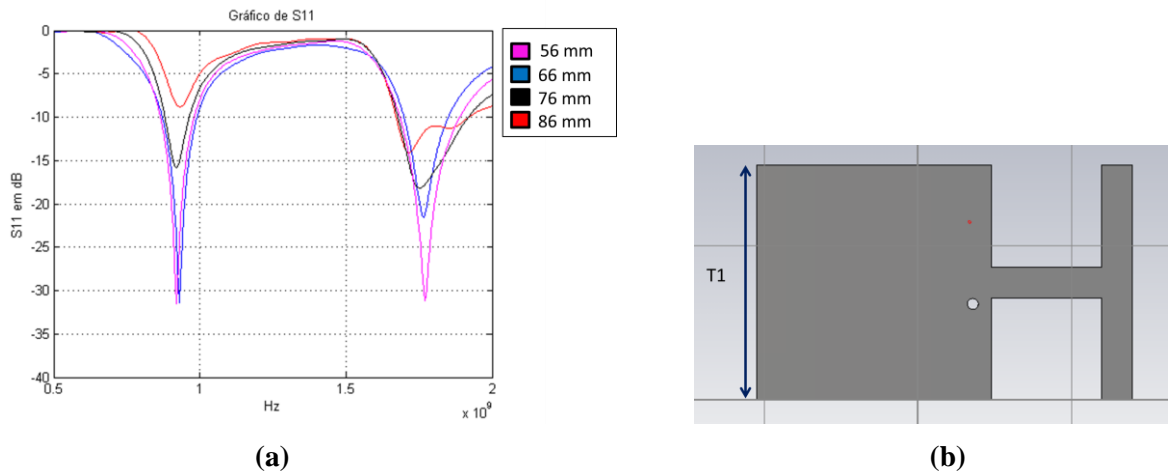 Gráfico de S11
0
-5
-10
-15
-20
-25
-30
-35
-40
S11 em dB
0.5
1
1.5
2
Hz
x 10^9
56 mm
66 mm
76 mm
86 mm
(a)
T1
(b)